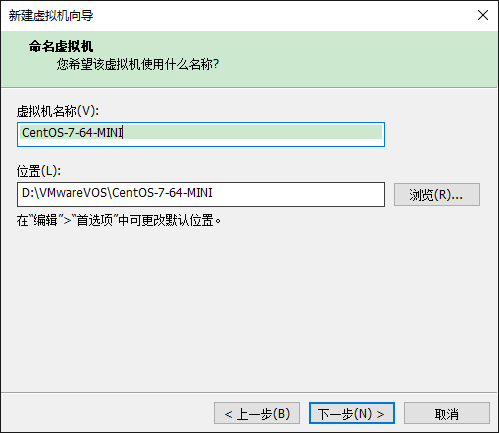 新建虚拟机向导
命名虚拟机
您希望该虚拟机使用什么名称?
虚拟机名称(V):
CentOS-7-64-MINI
位置(L):
D:\VMwareVOS\CentOS-7-64-MINI
浏览(R)...
在“编辑”>“首选项”中可更改默认位置。
< 上一步(B)
下一步(N) >
取消